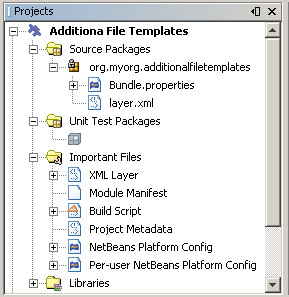 Projects
Additiona File Templates
Source Packages
org.myorg.additionalfiletemplates
Bundle.properties
layer.xml
Unit Test Packages
Important Files
XML Layer
Module Manifest
Build Script
Project Metadata
NetBeans Platform Config
Per-user NetBeans Platform Config
Libraries